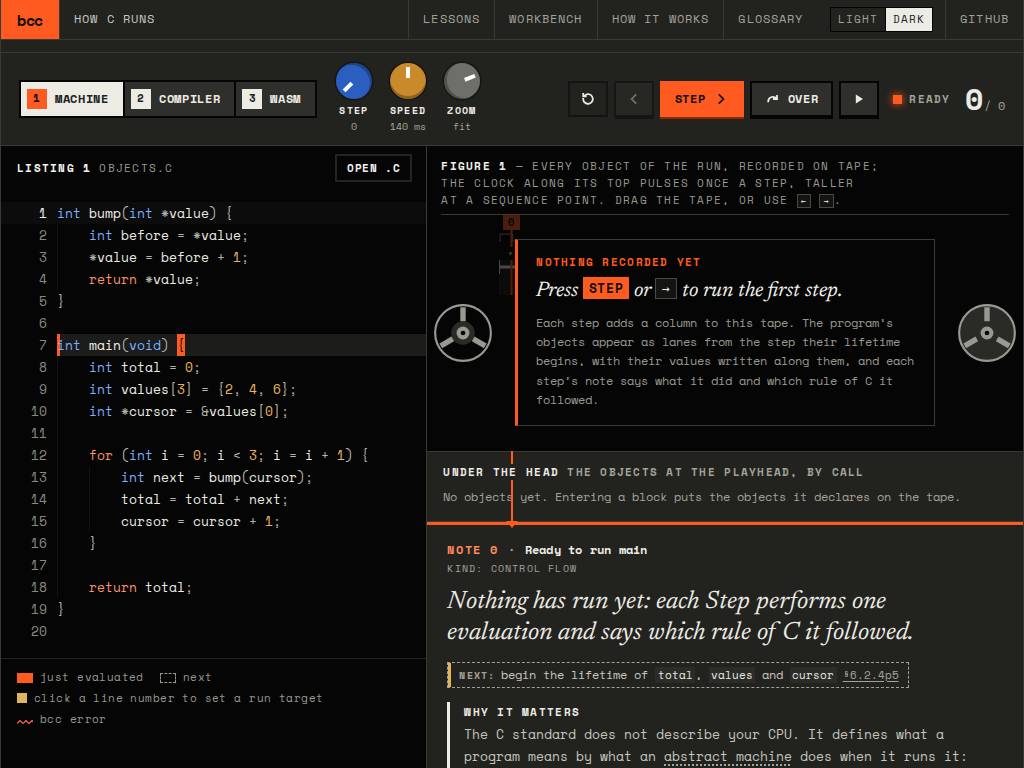 bcc HOW C RUNS LESSONS WORKBENCH HOW IT WORKS GLOSSARY LIGHT DARK GITHUB
1 MACHINE 2 COMPILER 3 WASM
STEP SPEED ZOOM
0 140 ms fit
STEP OVER READY 0 / 0
LISTING 1 OBJECTS.C OPEN .C
1 int bump(int *value) {
2 int before = *value;
3 *value = before + 1;
4 return *value;
5 }
6
7 int main(void) {
8 int total = 0;
9 int values[3] = {2, 4, 6};
10 int *cursor = &values[0];
11
12 for (int i = 0; i < 3; i = i + 1) {
13 int next = bump(cursor);
14 total = total + next;
15 cursor = cursor + 1;
16 }
17
18 return total;
19 }
20
just evaluated next
click a line number to set a run target
bcc error
FIGURE 1 — EVERY OBJECT OF THE RUN, RECORDED ON TAPE;
THE CLOCK ALONG ITS TOP PULSES ONCE A STEP, TALLER
AT A SEQUENCE POINT. DRAG THE TAPE, OR USE ← →.
0
NOTHING RECORDED YET
Press STEP or → to run the first step.
Each step adds a column to this tape. The program's
objects appear as lanes from the step their lifetime
begins, with their values written along them, and each
step's note says what it did and which rule of C it
followed.
UNDER THE HEAD THE OBJECTS AT THE PLAYHEAD, BY CALL
No objects yet. Entering a block puts the objects it declares on the tape.
NOTE 0 · Ready to run main
KIND: CONTROL FLOW
Nothing has run yet: each Step performs one
evaluation and says which rule of C it followed.
NEXT: begin the lifetime of total, values and cursor §6.2.4p5
WHY IT MATTERS
The C standard does not describe your CPU. It defines what a
program means by what an abstract machine does when it runs it: